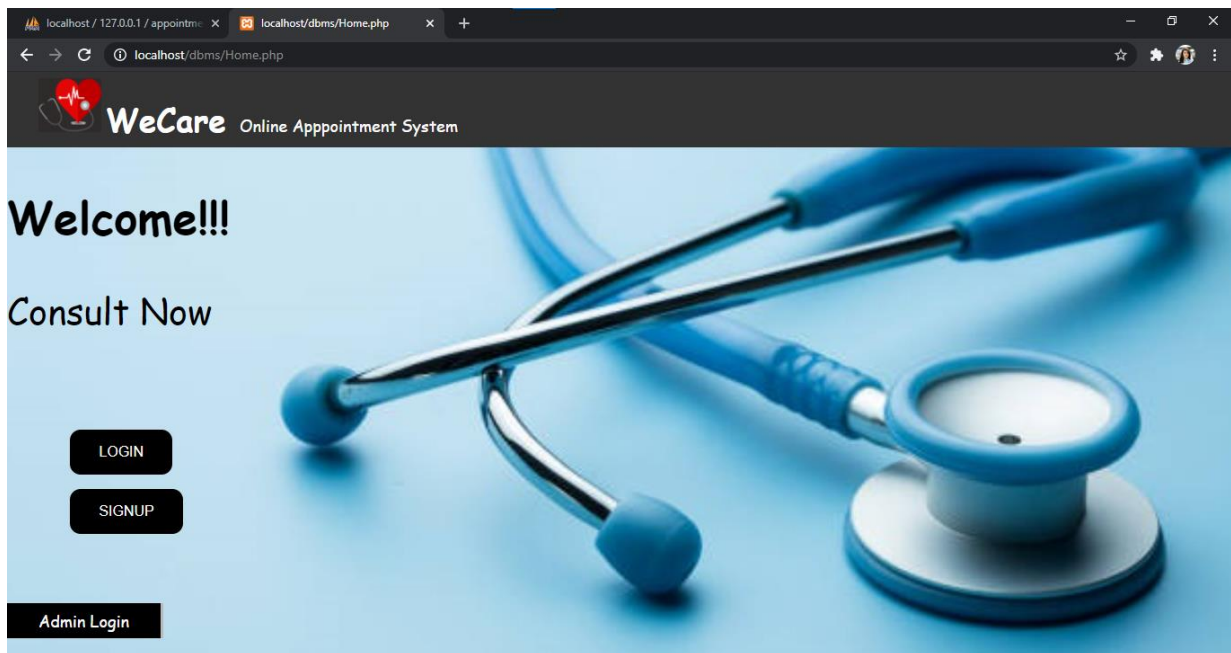 localhost / 127.0.0.1 / appointme
localhost/dbms/Home.php
localhost/dbms/Home.php
WeCare Online Apppointment System
Welcome!!!
Consult Now
LOGIN
SIGNUP
Admin Login